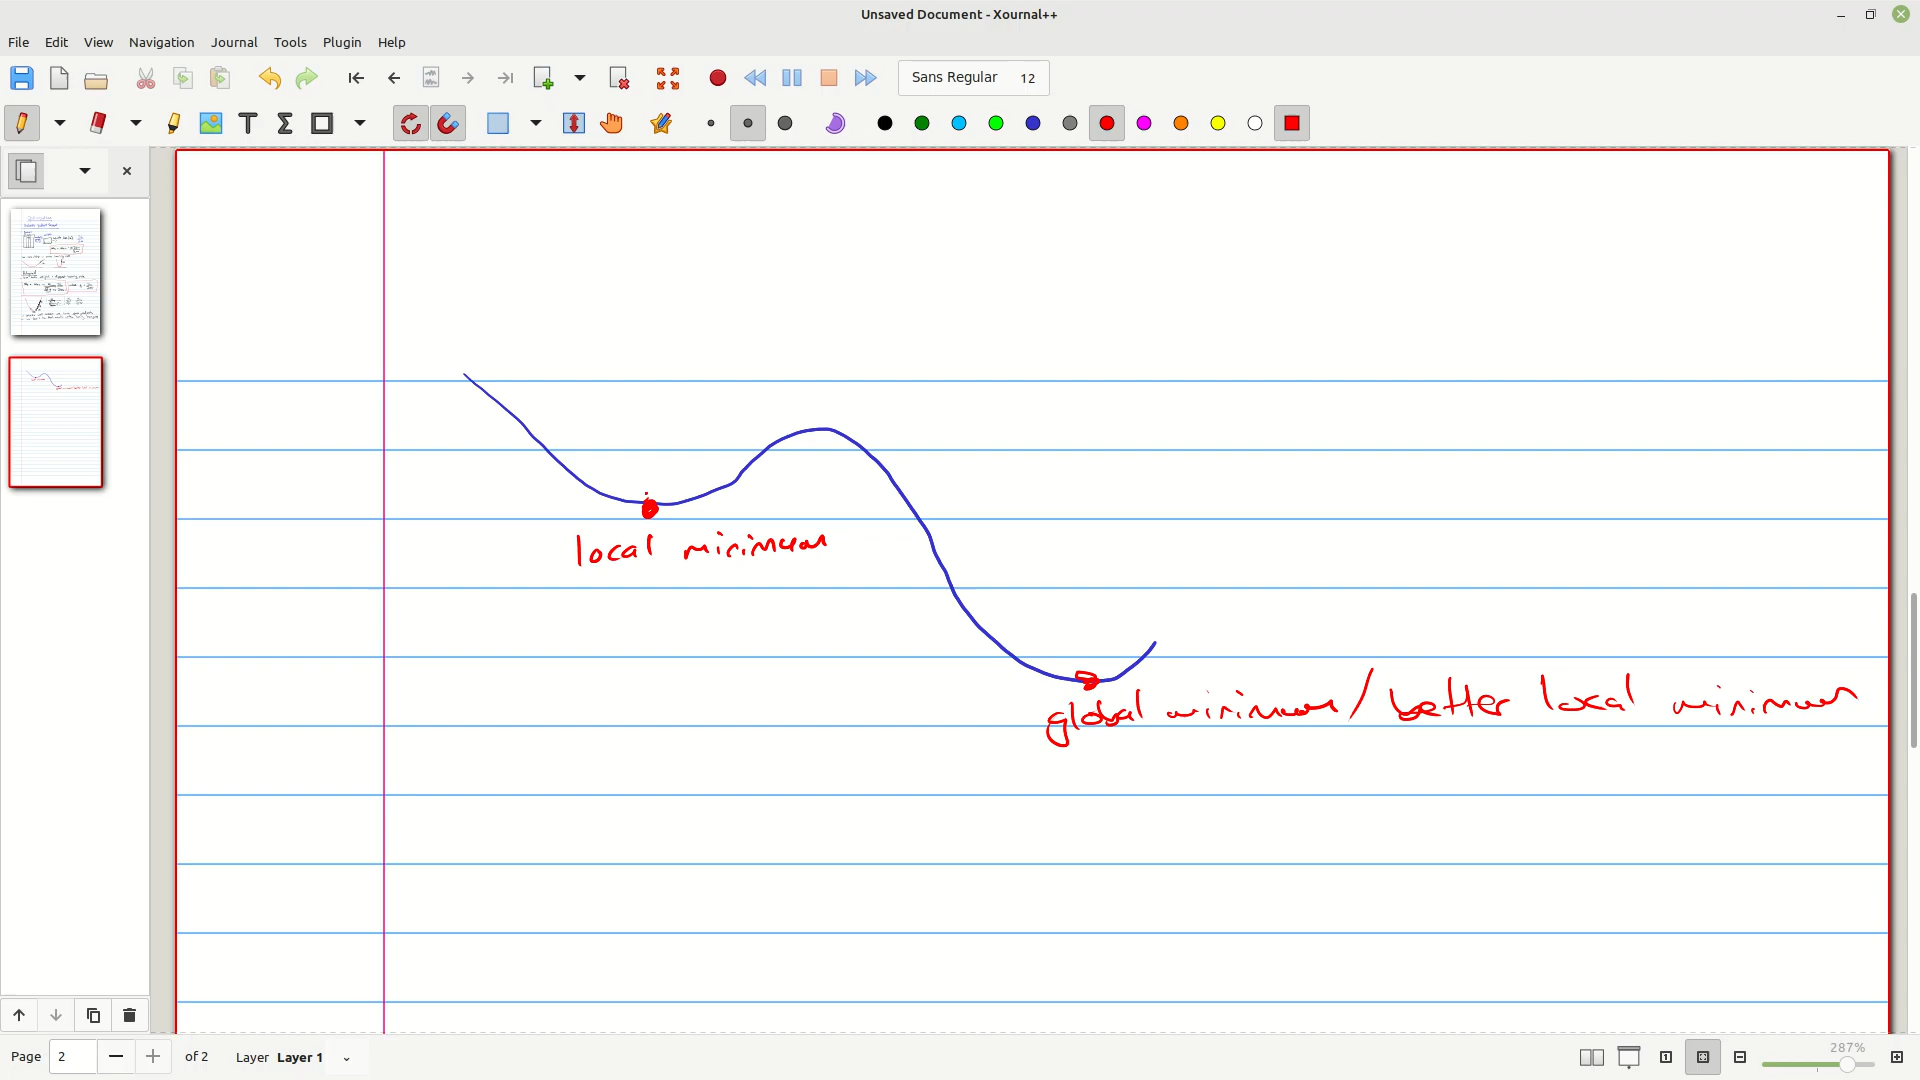 Unsaved Document - Xournal++
File Edit View Navigation Journal Tools Plugin Help
Sans Regular 12
local minimum
global minimum / better local minimum
Page 2 of 2 Layer Layer 1
287%